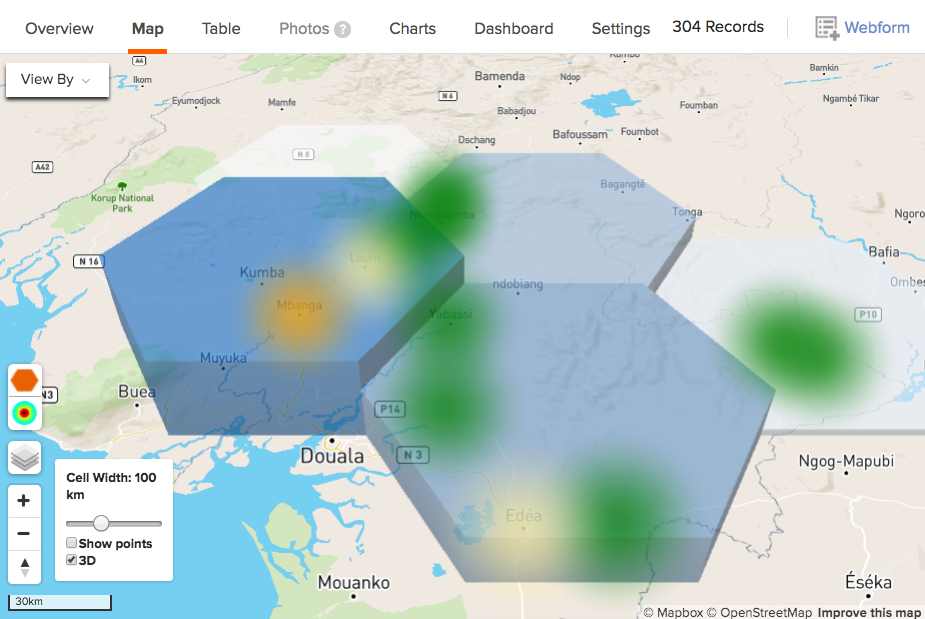 Overview Map Table Photos ? Charts Dashboard Settings 304 Records Webform
View By
A4
Ikom
Eyumodjock
Mamfe
N 6
Bamenda
Ndop
Kumbo
Bamkin
Ngambé Tikar
Babadjou
Foumban
Dschang
Bafoussam
Foumbot
A42
N 8
Korup National
Park
Bagangté
Tonga
Ngoro
Bafia
Ombes
N 16
Kumba
Loum
Nkongsamba
ndobiang
Mbanga
Yabassi
P10
Muyuka
N3
Buea
P14
Douala
N 3
Ngog-Mapubi
Edéa
Cell Width: 100
km
Show points
3D
+
−
Mouanko
Éséka
30km
© Mapbox © OpenStreetMap Improve this map